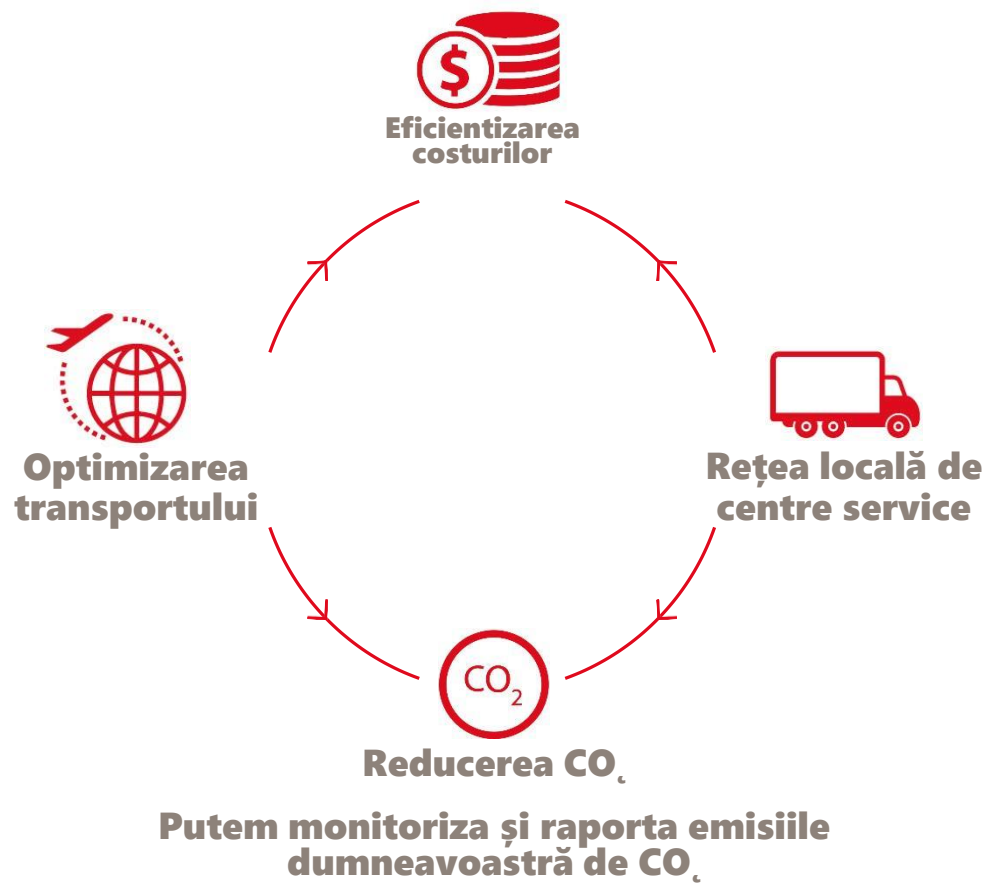 $
Eficientizarea
costurilor
Optimizarea
transportului
Rețea locală de
centre service
CO₂
Reducerea CO˛
Putem monitoriza și raporta emisiile
dumneavoastră de CO˛